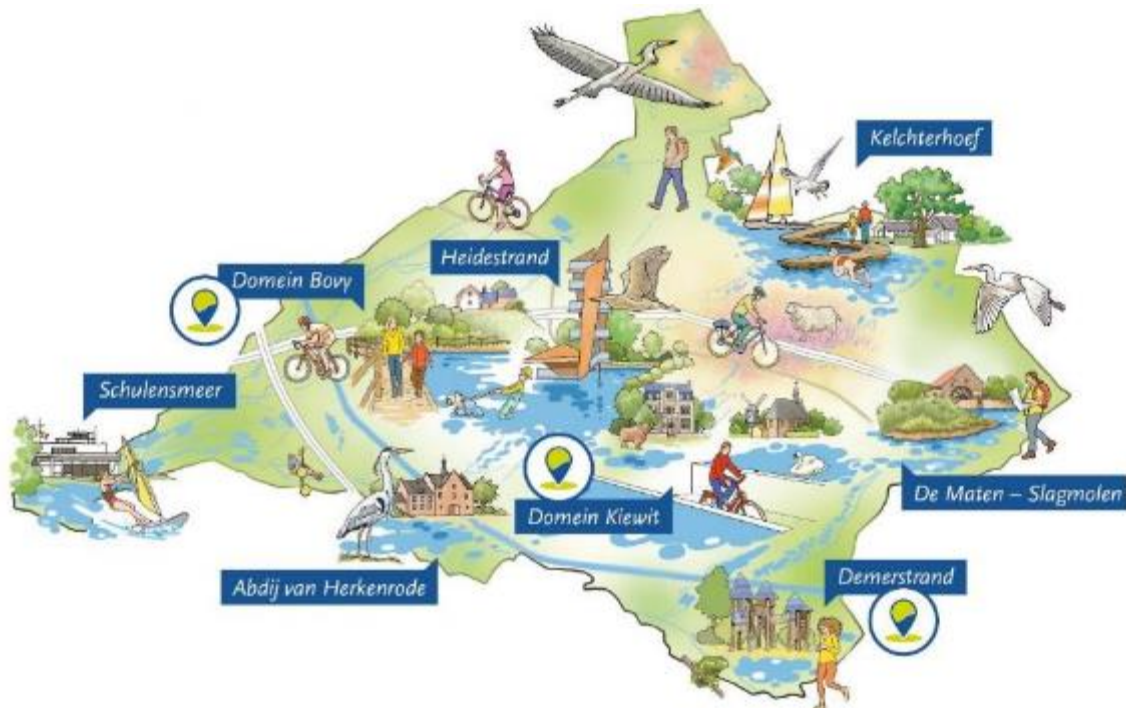 Kelchterhoef
Heidestrand
Domein Bovy
Schulensmeer
De Maten – Slagmolen
Domein Kiewit
Demerstrand
Abdij van Herkenrode